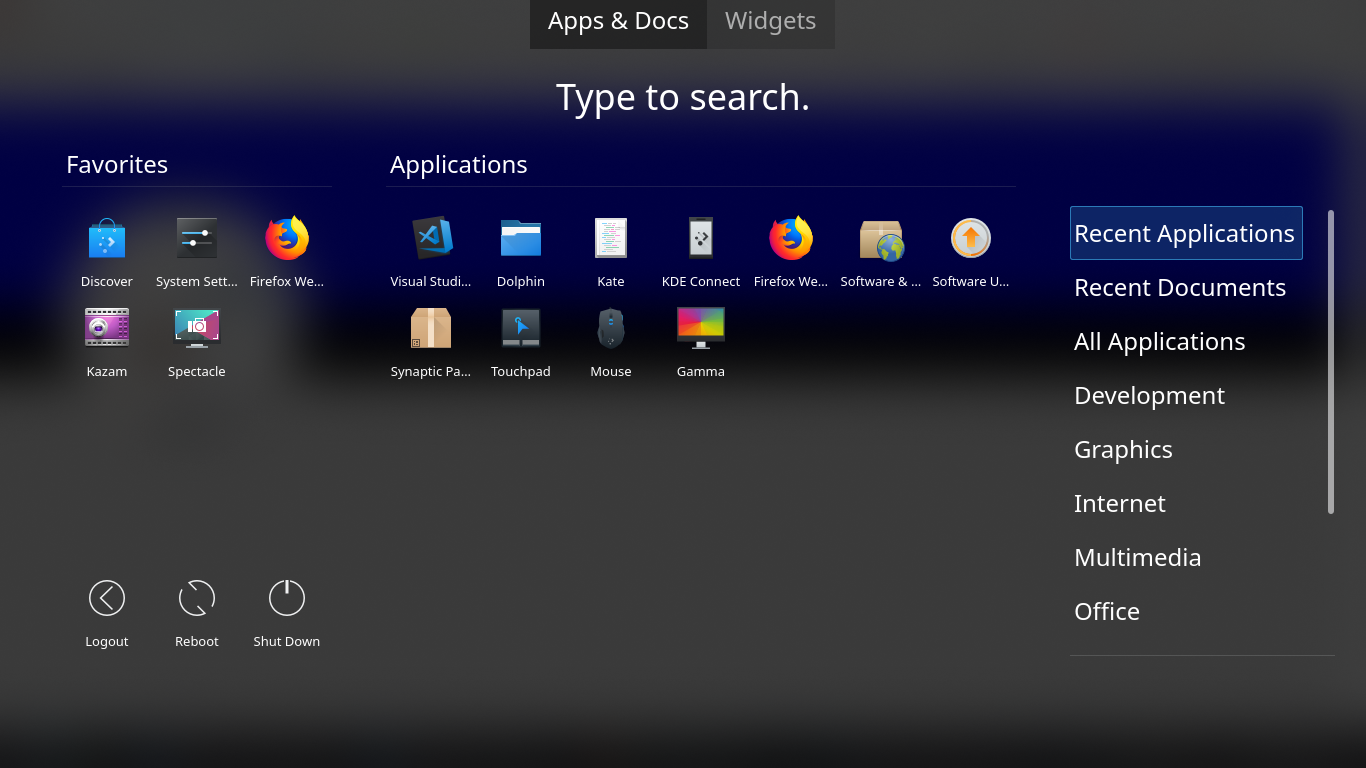 Apps & Docs
Widgets
Type to search.
Favorites
Discover
System Sett...
Firefox We...
Kazam
Spectacle
Applications
Visual Studi...
Dolphin
Kate
KDE Connect
Firefox We...
Software & ...
Software U...
Synaptic Pa...
Touchpad
Mouse
Gamma
Recent Applications
Recent Documents
All Applications
Development
Graphics
Internet
Multimedia
Office
Logout
Reboot
Shut Down